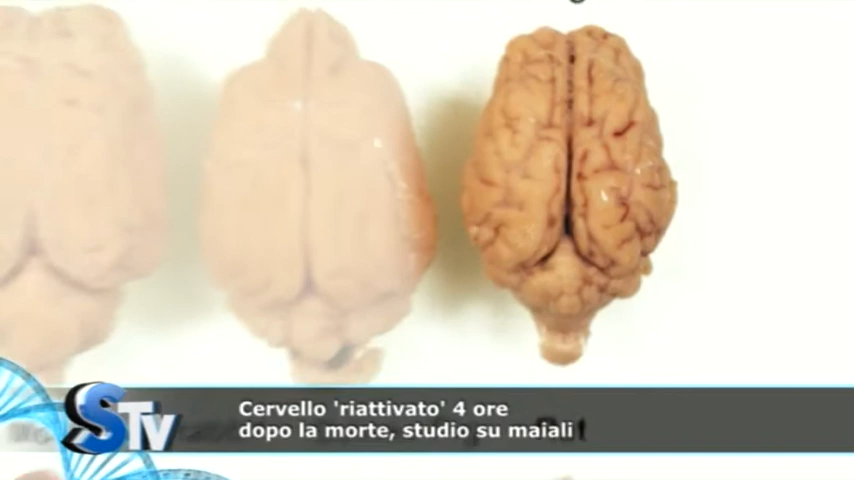 STv
Cervello 'riattivato' 4 ore
dopo la morte, studio su maiali